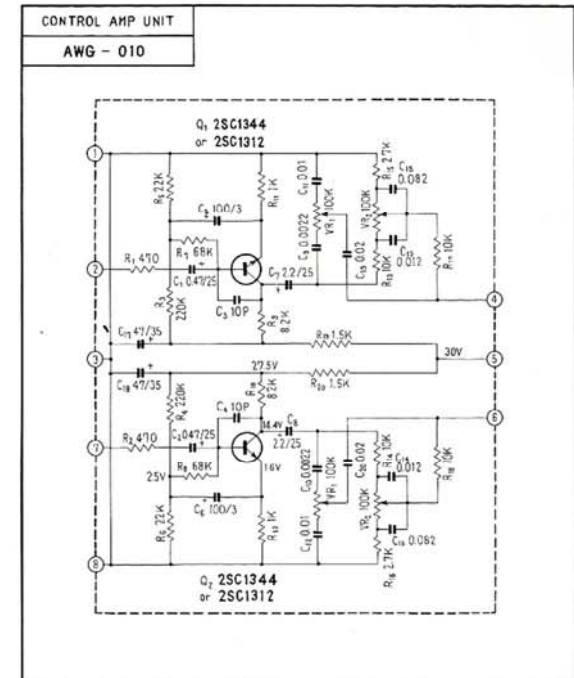 CONTROL AMP UNIT
AWG - 010
Q₁ 2SC1344
or 2SC1312
1
R₅ 22K
R₁₁ 1K
C₁₁ 0.01
R₁₅ 2.7K
C₁₅
0.082
100/3
VR₁ 100K
VR₂ 100K
R₇ 68K
C₉ 0.0022
2
R₁ 470
C₁ 0.47/25
C₇ 2.2/25
0.02
R₁₃ 10K
C₁₃
0.012
10K
4
R₃
220K
C₃ 10P
R₉
8.2K
C₁₇ 47/35
R₁₉ 1.5K
30V
3
5
C₁₈ 47/35
27.5V
R₂₀ 1.5K
R₄ 220K
C₄ 10P
R₁₀
8.2K
6
14.4V
C₈
2.2/25
7
R₂ 470
C₂ 0.47/25
C₁₀ 0.0022
C₂₀ 0.02
R₁₄ 10K
C₁₄
0.012
R₁₈
10K
R₈ 68K
1.6V
VR₁ 100K
VR₂ 100K
C₆ 100/3
R₆ 22K
R₁₂ 1K
C₁₂ 0.01
C₁₆ 0.082
R₁₆ 2.7K
8
Q₂ 2SC1344
or 2SC1312